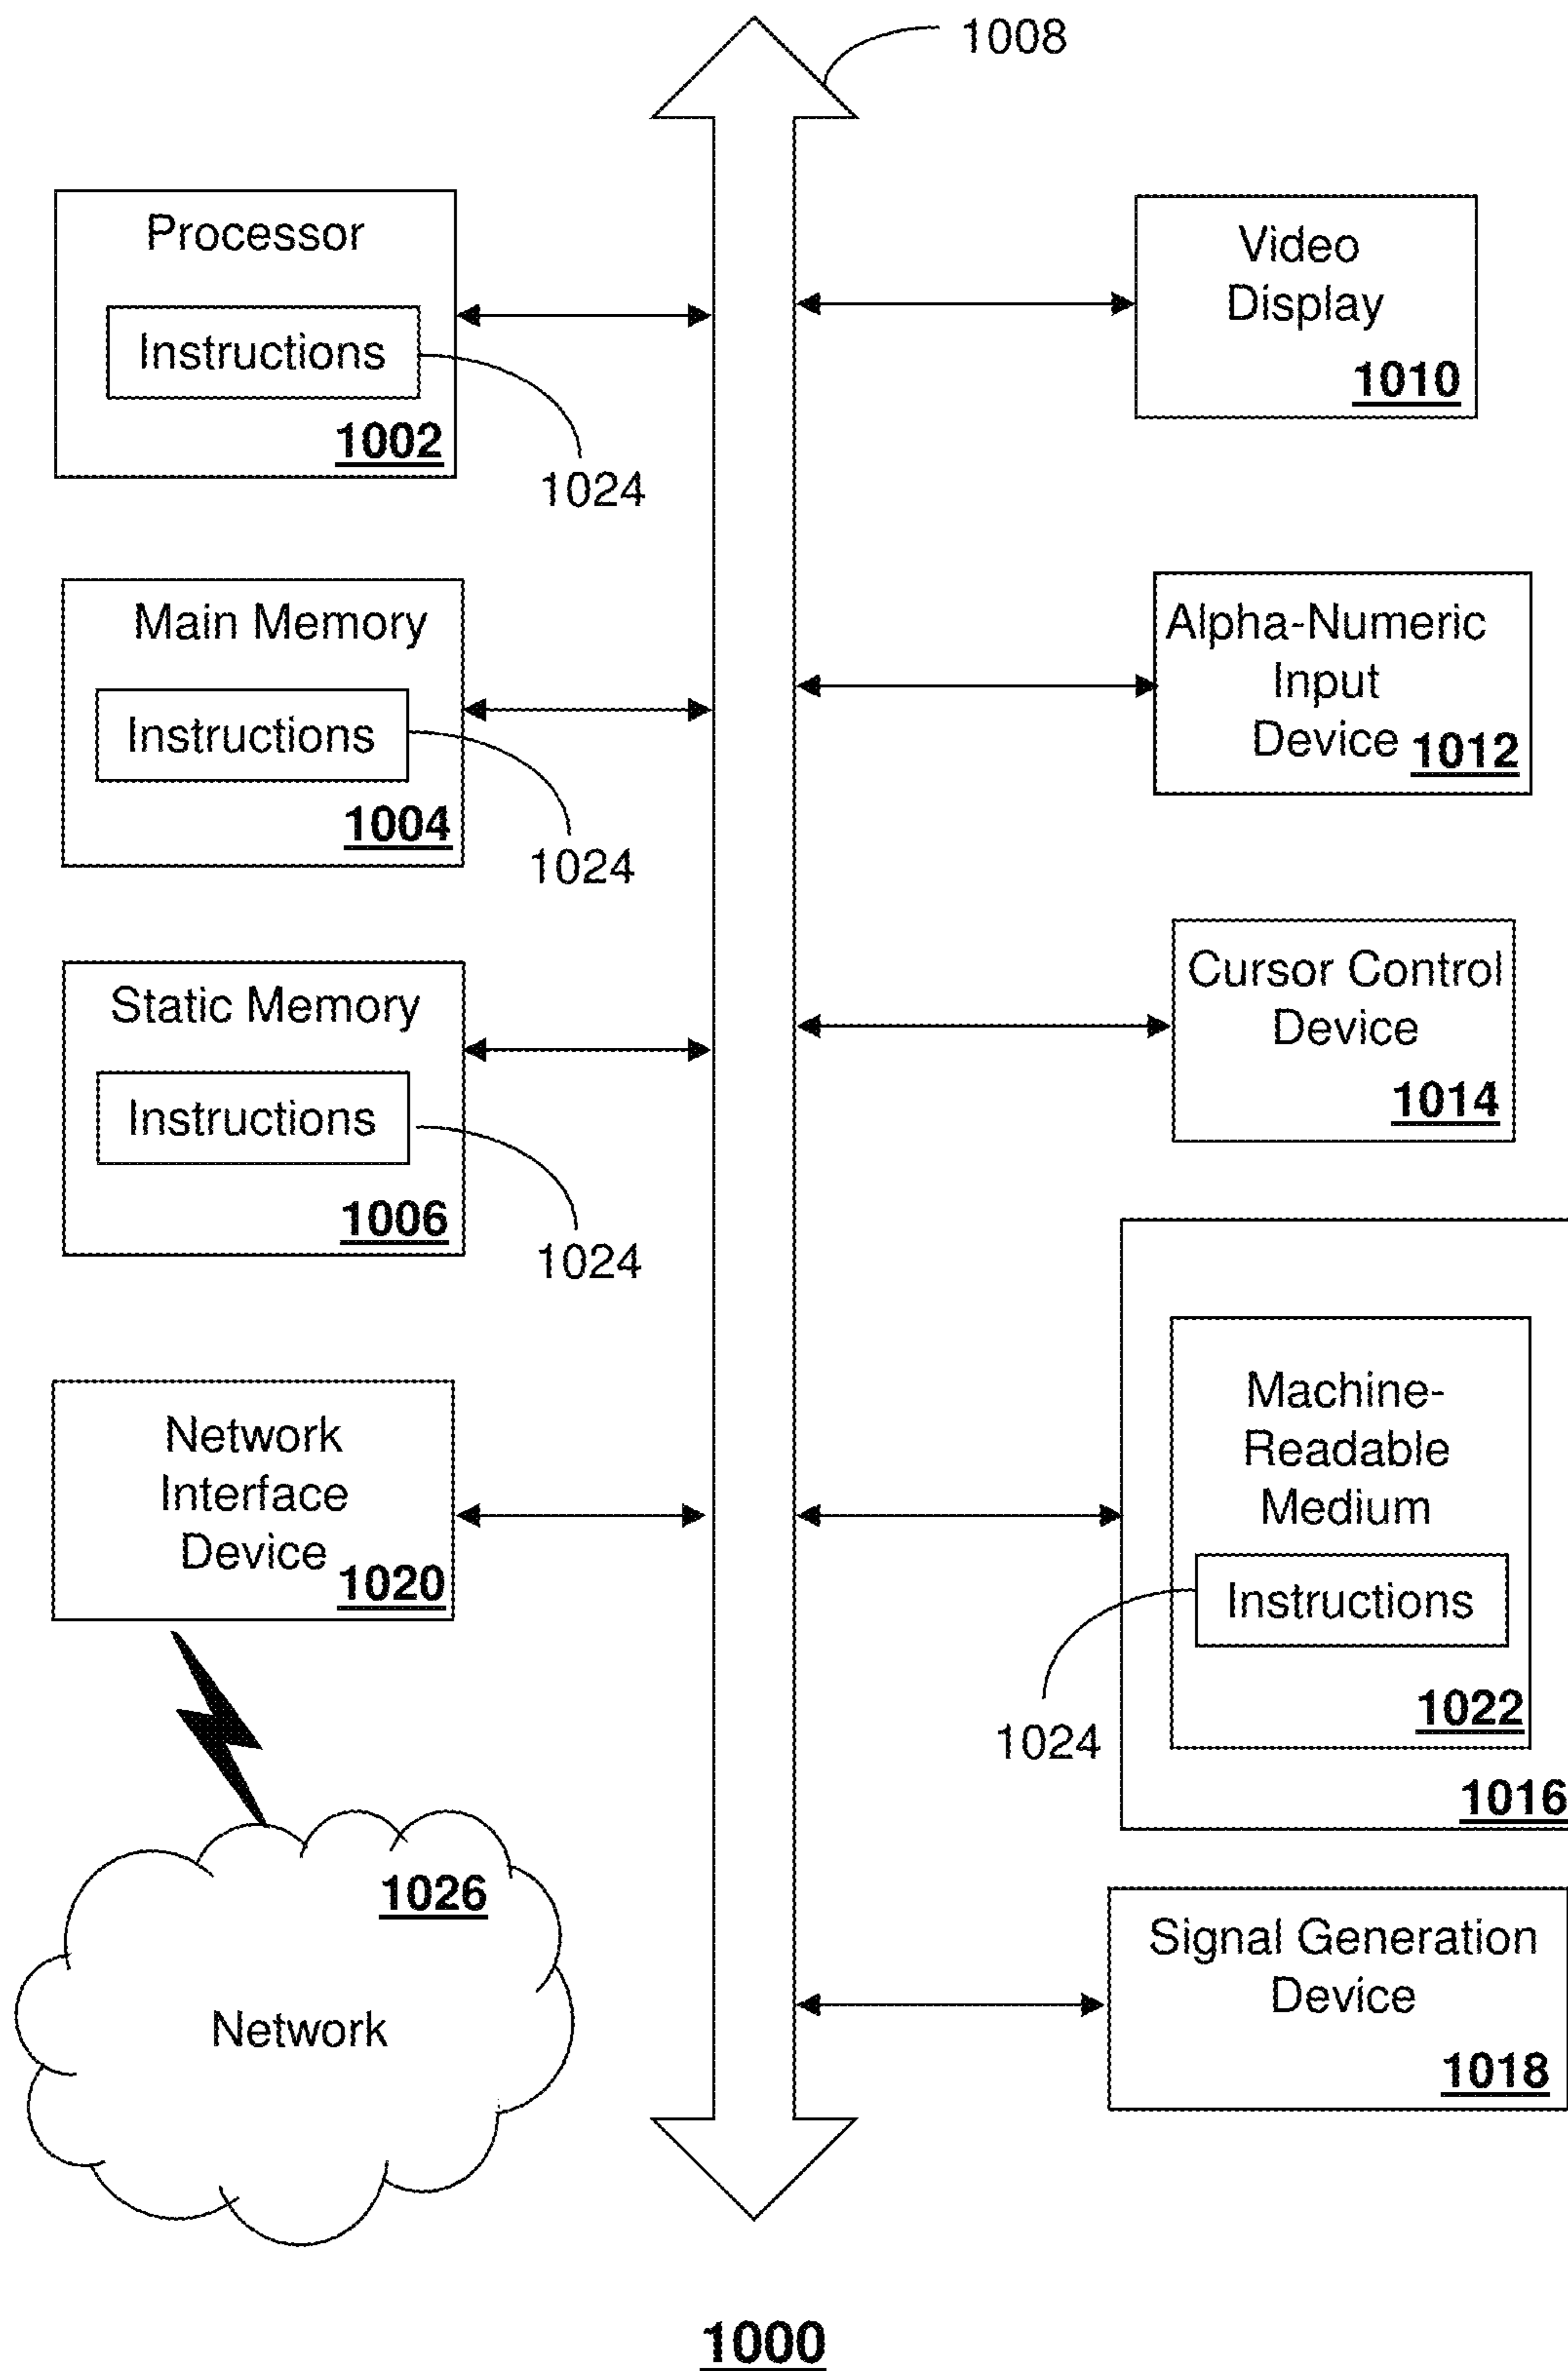 1008
Processor
Instructions
1002
1024
Video
Display
1010
Main Memory
Instructions
1004
1024
Alpha-Numeric
Input
Device 1012
Static Memory
Instructions
1006
1024
Cursor Control
Device
1014
Network
Interface
Device
1020
Machine-
Readable
Medium
Instructions
1022
1024
1016
1026
Network
Signal Generation
Device
1018
1000